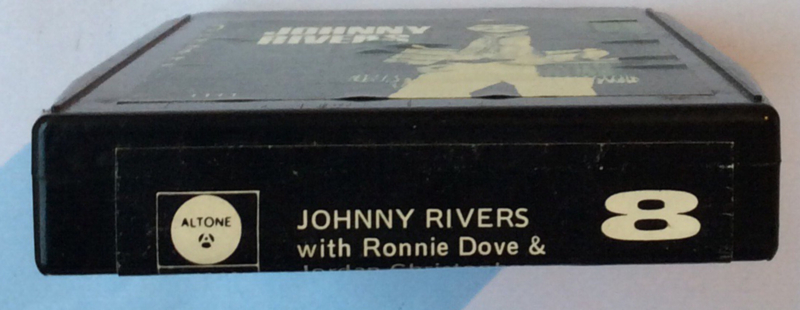 JOHNNY
RIVERS
ALTONE
A
JOHNNY RIVERS
with Ronnie Dove &
8